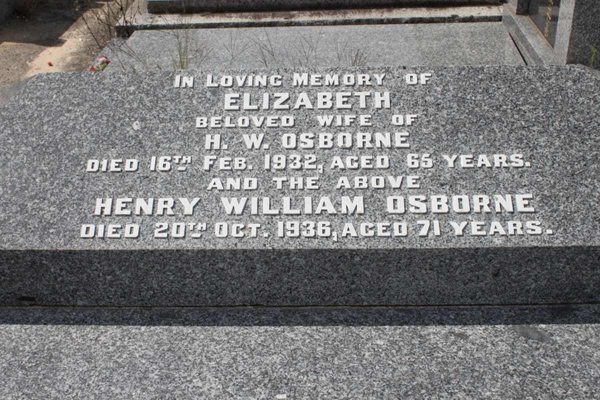 IN LOVING MEMORY OF
ELIZABETH
BELOVED WIFE OF
H. W. OSBORNE
DIED 16TH FEB. 1932, AGED 65 YEARS.
AND THE ABOVE
HENRY WILLIAM OSBORNE
DIED 20TH OCT. 1936, AGED 71 YEARS.